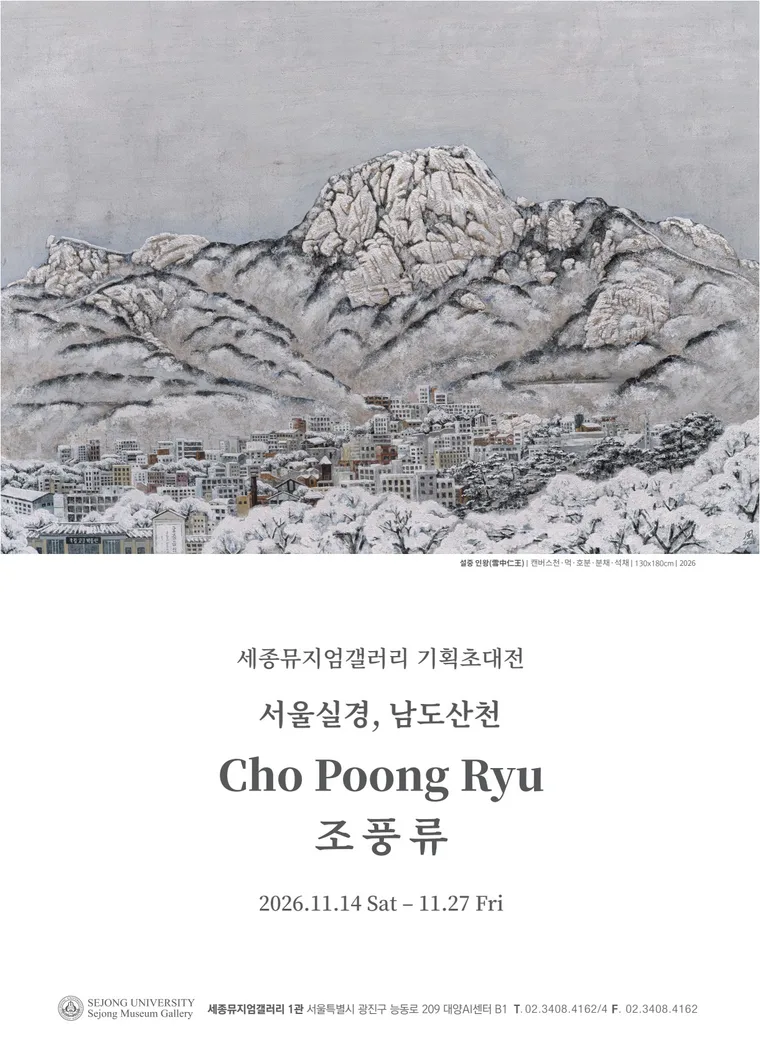 설중 인왕(雪中仁王) | 캔버스천·먹·호분·분채·석채 | 130x180cm | 2026
세종뮤지엄갤러리 기획초대전
서울실경, 남도산천
Cho Poong Ryu
조풍류
2026.11.14 Sat – 11.27 Fri
SEJONG UNIVERSITY
Sejong Museum Gallery
세종뮤지엄갤러리 1관 서울특별시 광진구 능동로 209 대양AI센터 B1 T. 02.3408.4162/4 F. 02.3408.4162